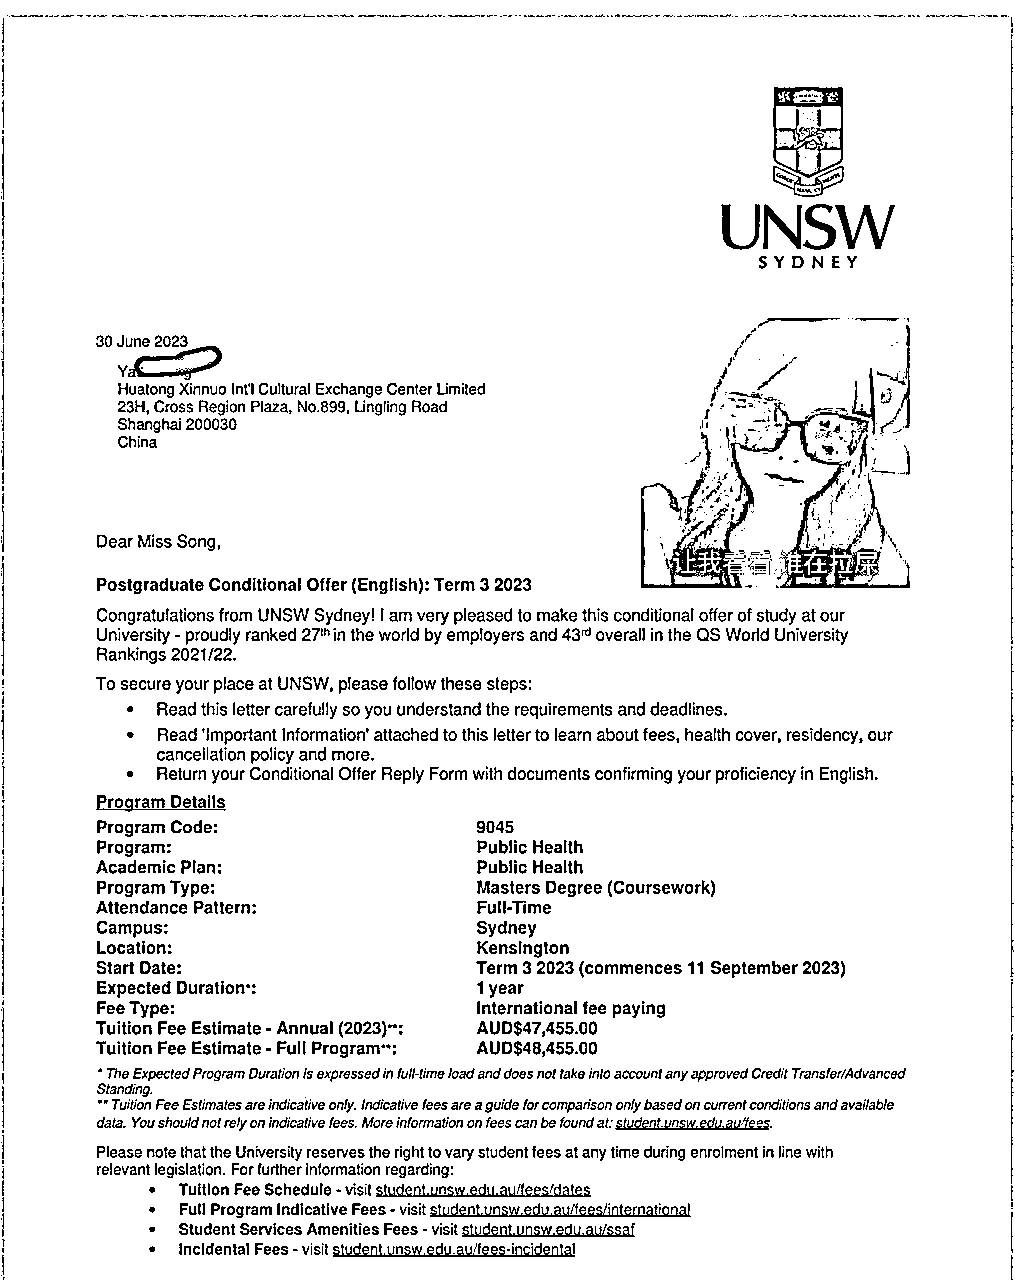 UNSW
SYDNEY
30 June 2023
Ya
Huatong Xinnuo Int'l Cultural Exchange Center Limited
23H, Cross Region Plaza, No.899, Lingling Road
Shanghai 200030
China
让我看看,谁在拉屎
Dear Miss Song,
Postgraduate Conditional Offer (English): Term 3 2023
Congratulations from UNSW Sydney! I am very pleased to make this conditional offer of study at our
University - proudly ranked 27th in the world by employers and 43rd overall in the QS World University
Rankings 2021/22.
To secure your place at UNSW, please follow these steps:
• Read this letter carefully so you understand the requirements and deadlines.
• Read 'Important Information' attached to this letter to learn about fees, health cover, residency, our
cancellation policy and more.
• Return your Conditional Offer Reply Form with documents confirming your proficiency in English.
Program Details
Program Code: 9045
Program: Public Health
Academic Plan: Public Health
Program Type: Masters Degree (Coursework)
Attendance Pattern: Full-Time
Campus: Sydney
Location: Kensington
Start Date: Term 3 2023 (commences 11 September 2023)
Expected Duration*: 1 year
Fee Type: International fee paying
Tuition Fee Estimate - Annual (2023)**: AUD$47,455.00
Tuition Fee Estimate - Full Program**: AUD$48,455.00
* The Expected Program Duration is expressed in full-time load and does not take into account any approved Credit Transfer/Advanced
Standing.
** Tuition Fee Estimates are indicative only. Indicative fees are a guide for comparison only based on current conditions and available
data. You should not rely on indicative fees. More information on fees can be found at: student.unsw.edu.au/fees.
Please note that the University reserves the right to vary student fees at any time during enrolment in line with
relevant legislation. For further information regarding:
• Tuition Fee Schedule - visit student.unsw.edu.au/fees/dates
• Full Program Indicative Fees - visit student.unsw.edu.au/fees/international
• Student Services Amenities Fees - visit student.unsw.edu.au/ssaf
• Incidental Fees - visit student.unsw.edu.au/fees-incidental